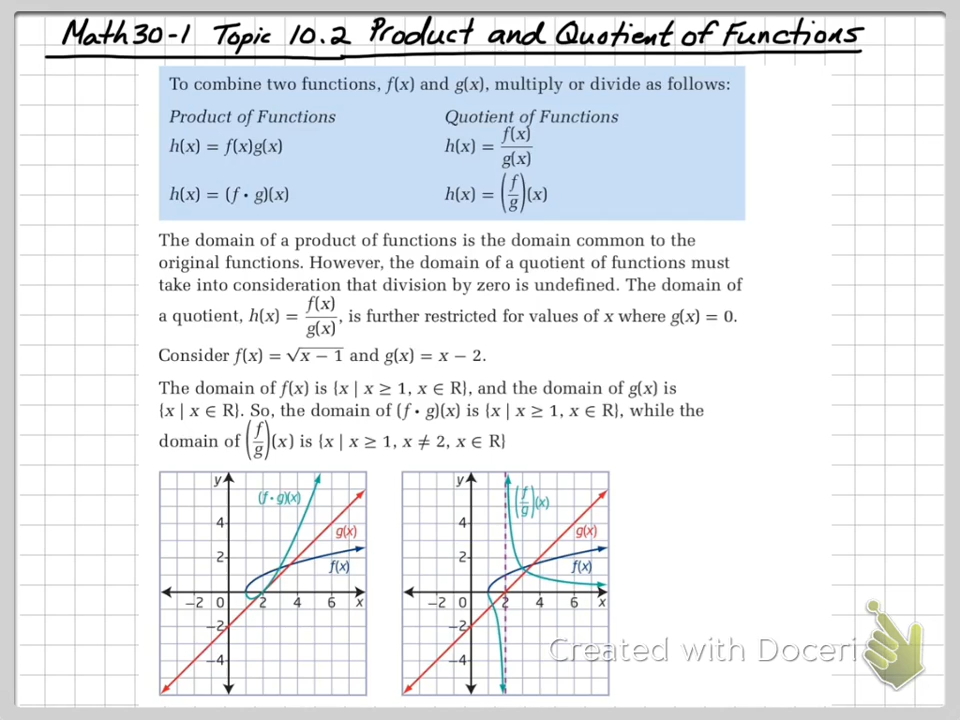 Math 30-1 Topic 10.2 Product and Quotient of Functions
To combine two functions, f(x) and g(x), multiply or divide as follows:
Product of Functions Quotient of Functions
h(x) = f(x)g(x) h(x) = f(x)/g(x)
h(x) = (f • g)(x) h(x) = (f/g)(x)
The domain of a product of functions is the domain common to the
original functions. However, the domain of a quotient of functions must
take into consideration that division by zero is undefined. The domain of
a quotient, h(x) = f(x)/g(x), is further restricted for values of x where g(x) = 0.
Consider f(x) = √(x − 1) and g(x) = x − 2.
The domain of f(x) is {x | x ≥ 1, x ∈ R}, and the domain of g(x) is
{x | x ∈ R}. So, the domain of (f • g)(x) is {x | x ≥ 1, x ∈ R}, while the
domain of (f/g)(x) is {x | x ≥ 1, x ≠ 2, x ∈ R}
y
(f • g)(x)
4
g(x)
2
f(x)
−2 0 2 4 6 x
−2
−4
y
(f/g)(x)
4
g(x)
2
f(x)
−2 0 2 4 6 x
−2
−4
Created with Doceri